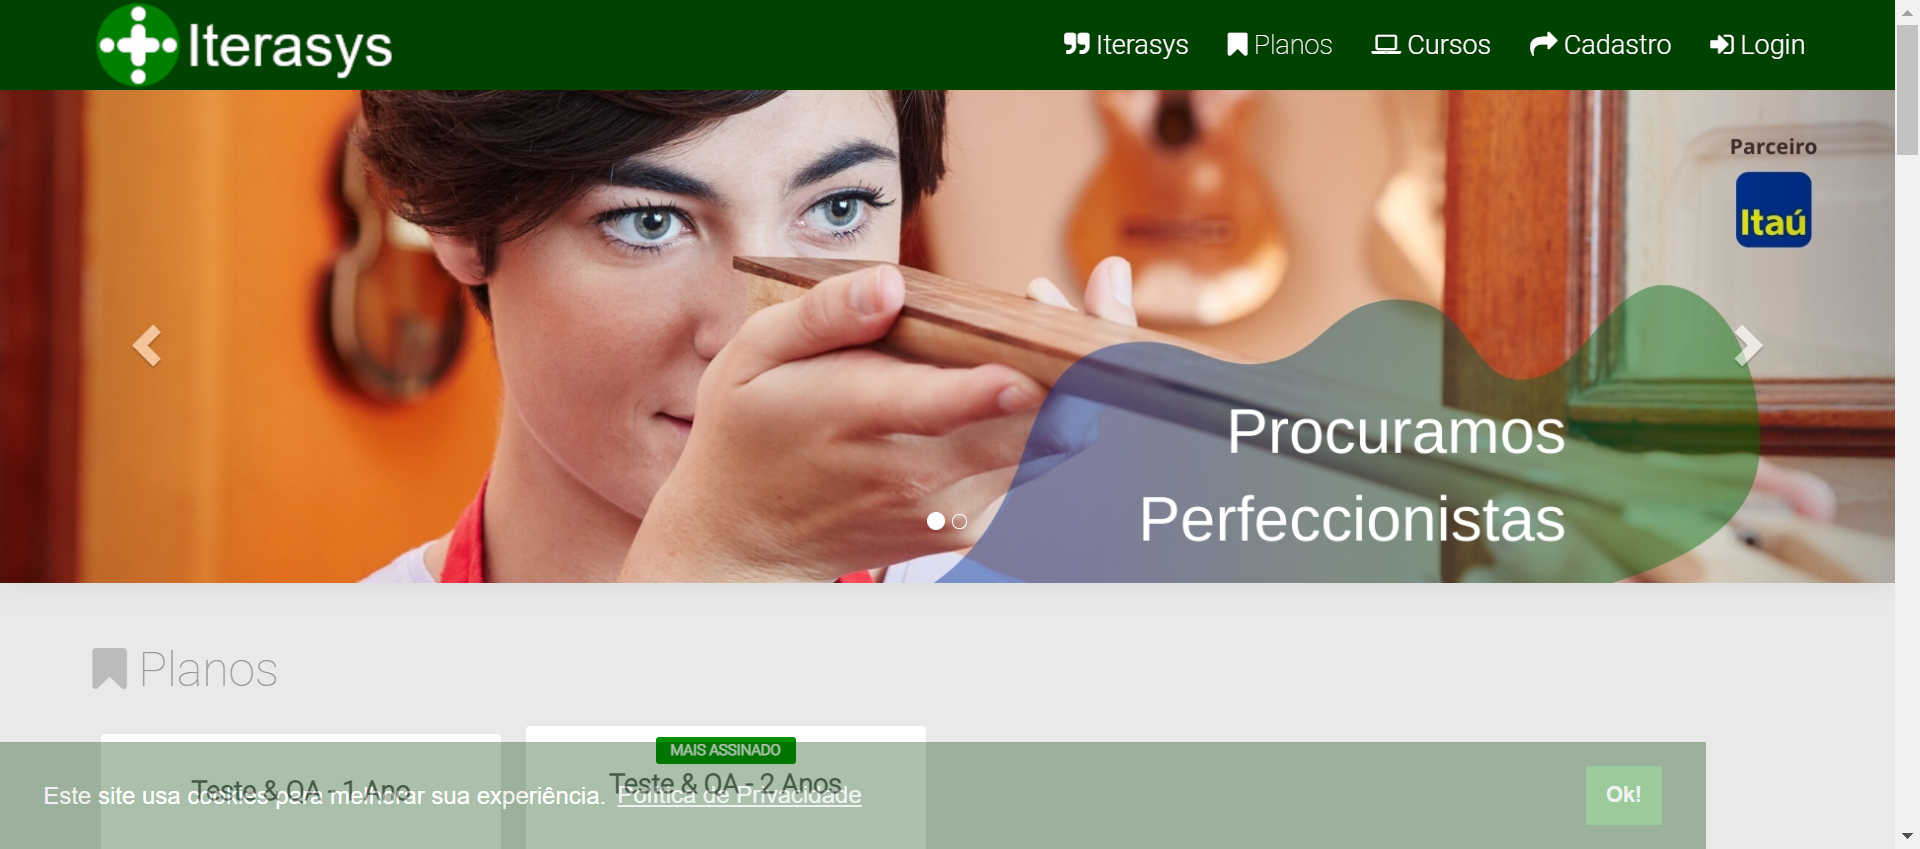 Iterasys
Iterasys Planos Cursos Cadastro Login
Parceiro
Itaú
Procuramos
Perfeccionistas
Planos
MAIS ASSINADO
Teste & QA - 1 Ano
Teste & QA - 2 Anos
Este site usa cookies para melhorar sua experiência. Política de Privacidade
Ok!